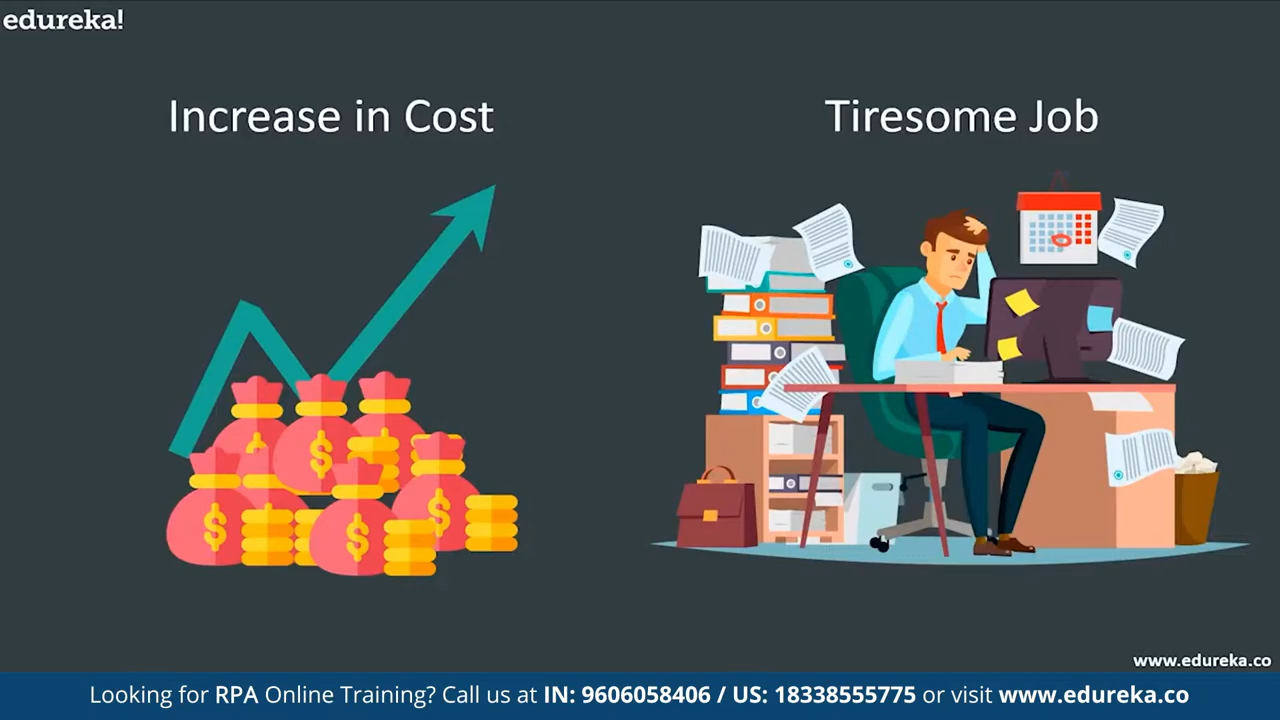 edureka!
Increase in Cost
Tiresome Job
$
$
$
$
$
www.edureka.co
Looking for RPA Online Training? Call us at IN: 9606058406 / US: 18338555775 or visit www.edureka.co